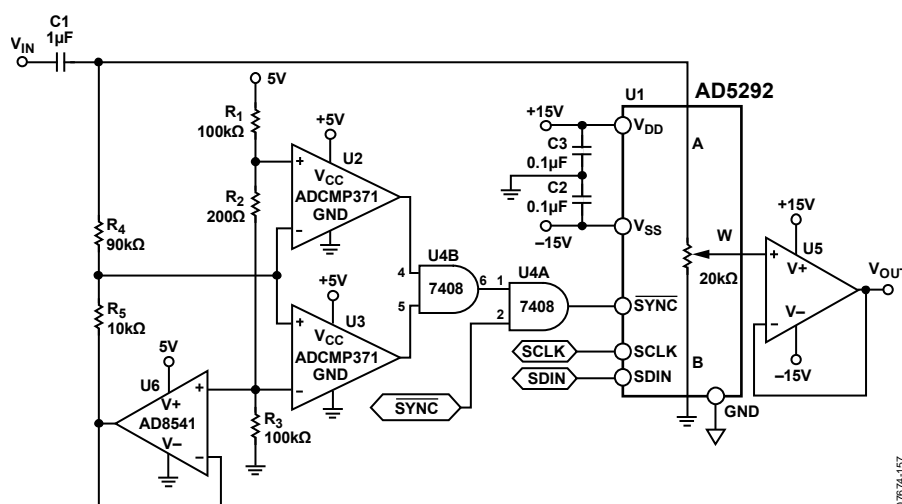 C1
1µF
VIN
5V
R1
100kΩ
R2
200Ω
R3
100kΩ
R4
90kΩ
R5
10kΩ
+5V
U2
+
VCC
ADCMP371
GND
−
+5V
U3
+
VCC
ADCMP371
GND
−
5V
U6
+
V+
AD8541
V−
−
4
U4B
6
7408
5
1
U4A
7408
2
SYNC
SCLK
SDIN
U1
AD5292
+15V
VDD
C3
0.1µF
C2
0.1µF
−15V
VSS
A
W
20kΩ
B
SYNC
SCLK
SDIN
GND
+15V
U5
+
V+
V−
−
−15V
VOUT
07674-157